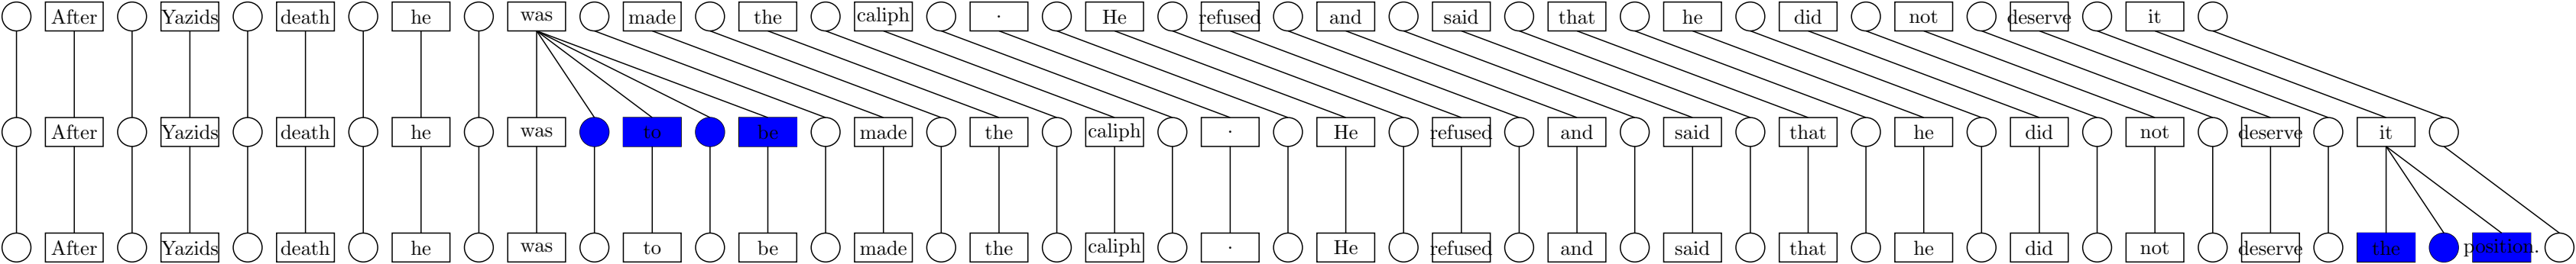 After Yazids death he was made the caliph . He refused and said that he did not deserve it
After Yazids death he was to be made the caliph . He refused and said that he did not deserve it
After Yazids death he was to be made the caliph . He refused and said that he did not deserve the position.